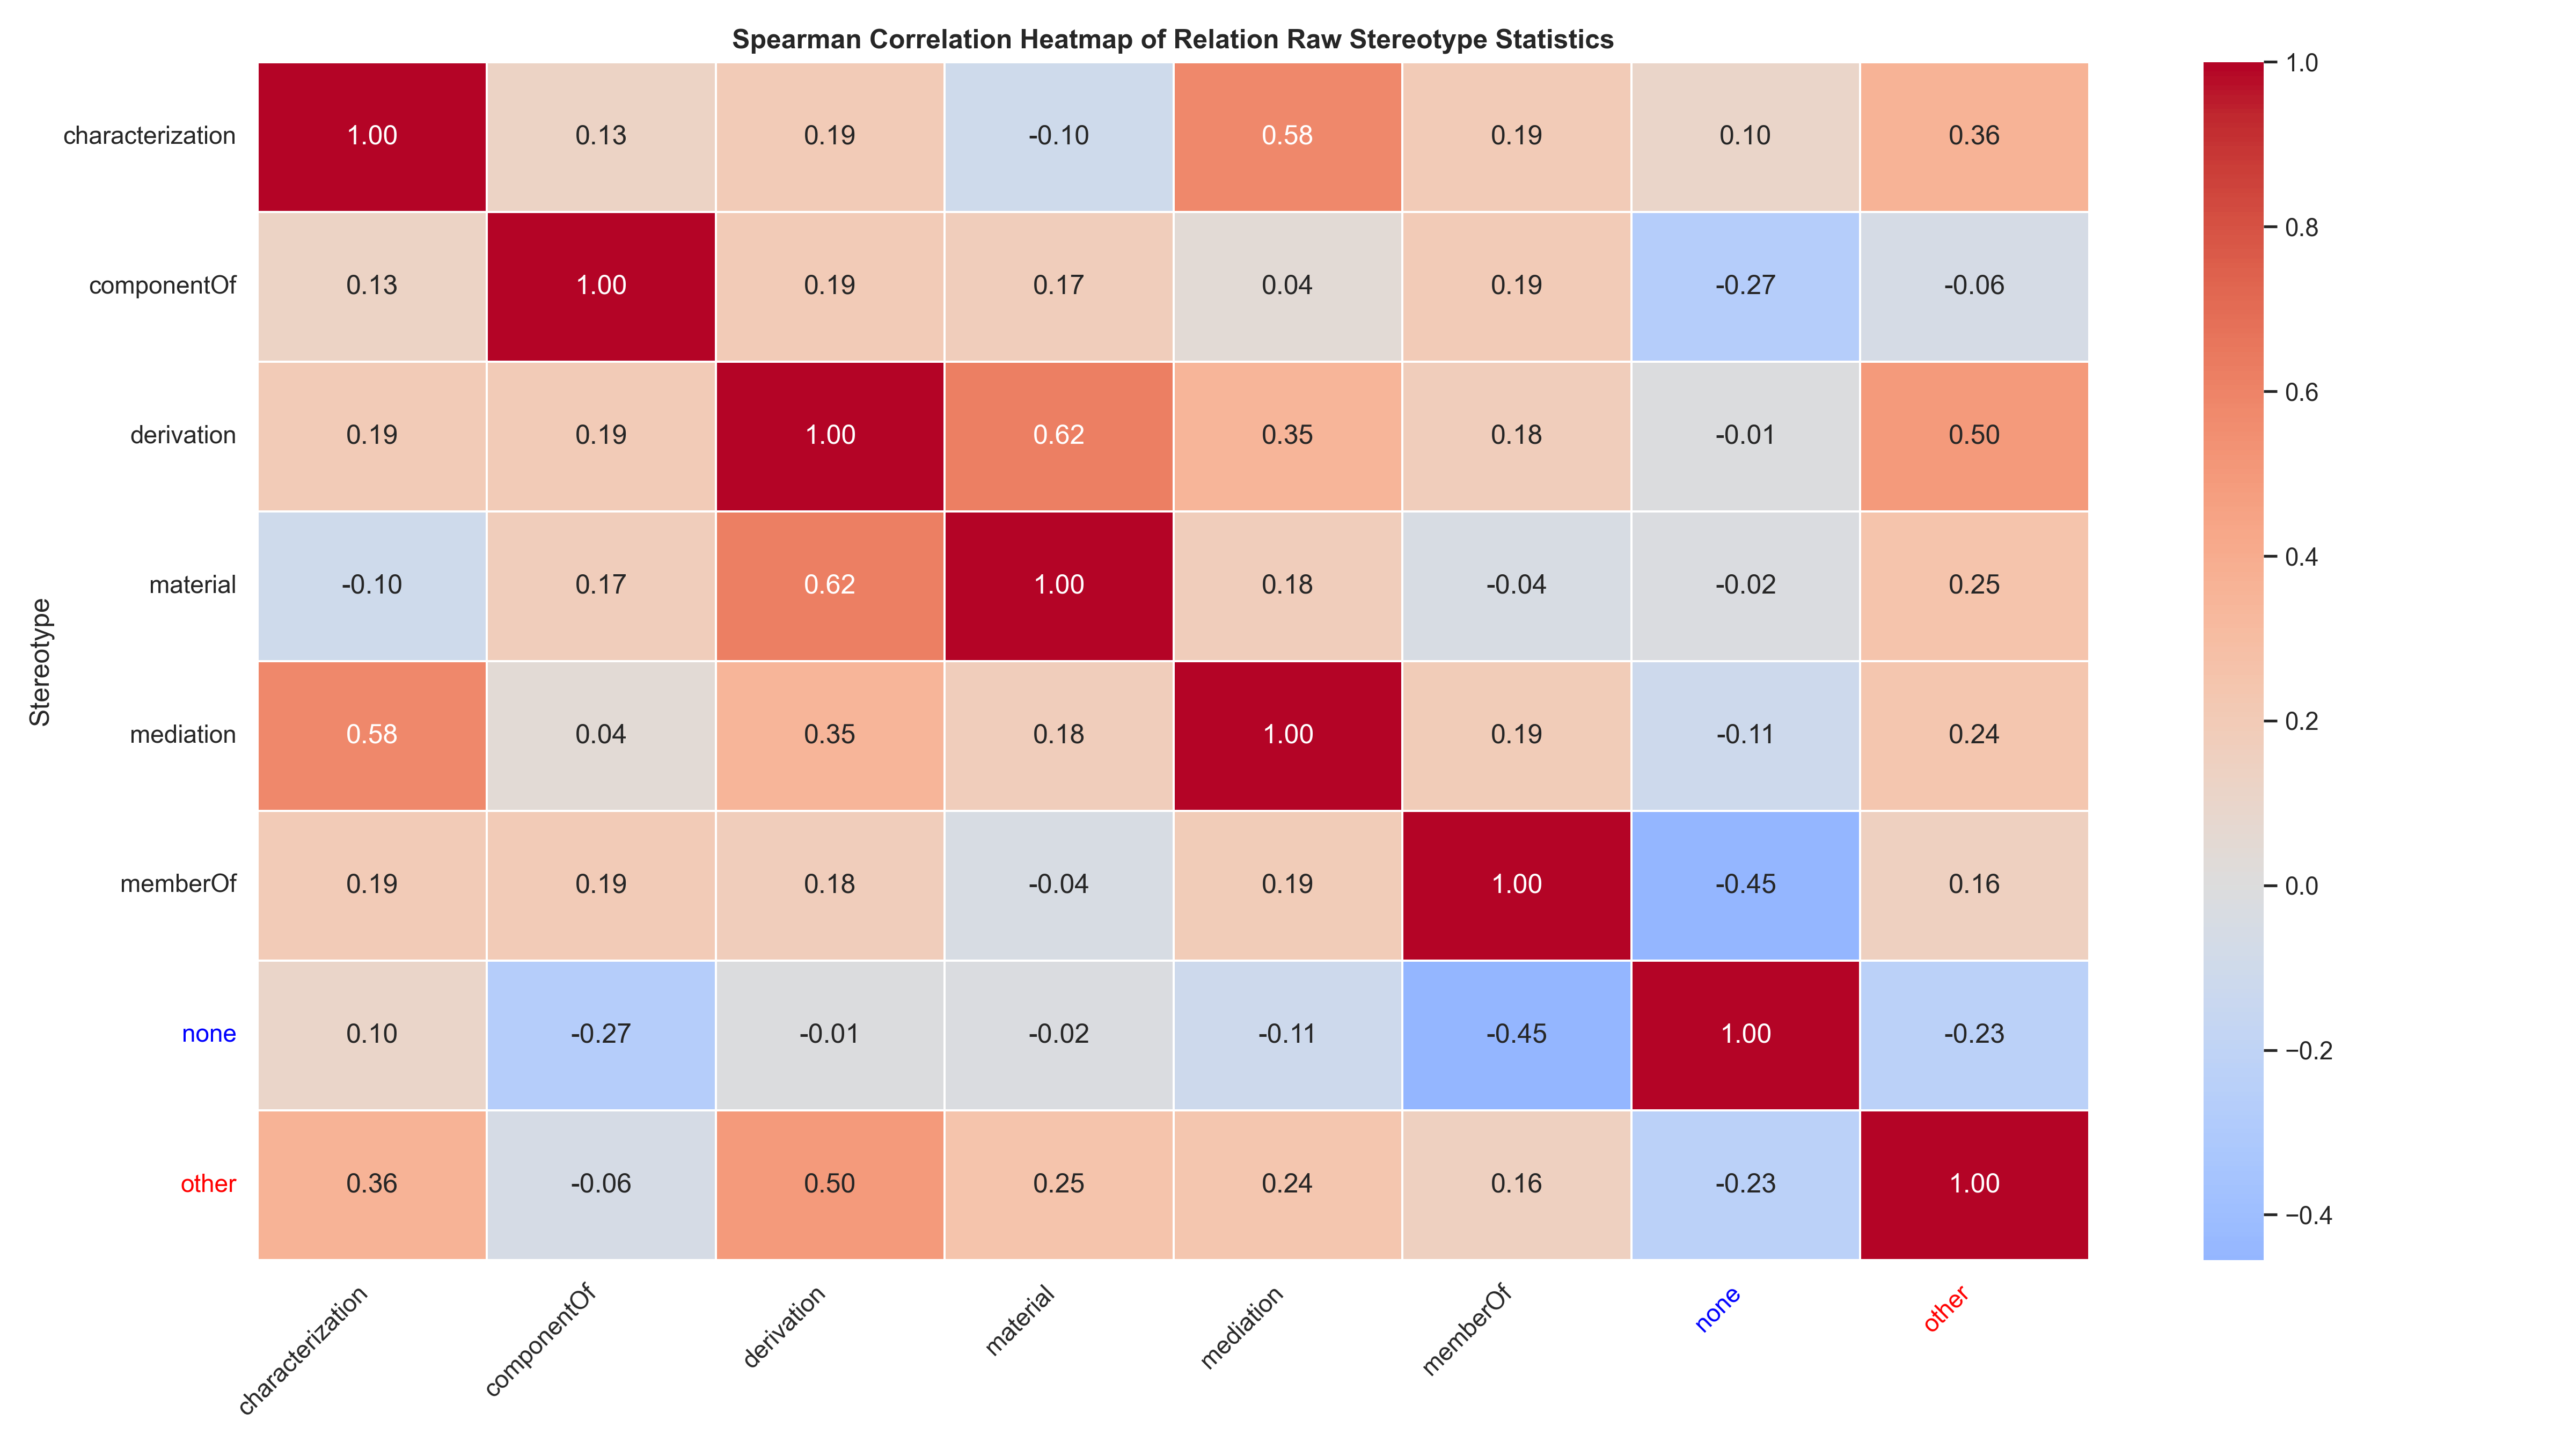 Spearman Correlation Heatmap of Relation Raw Stereotype Statistics
Stereotype
characterization 1.00 0.13 0.19 -0.10 0.58 0.19 0.10 0.36
componentOf 0.13 1.00 0.19 0.17 0.04 0.19 -0.27 -0.06
derivation 0.19 0.19 1.00 0.62 0.35 0.18 -0.01 0.50
material -0.10 0.17 0.62 1.00 0.18 -0.04 -0.02 0.25
mediation 0.58 0.04 0.35 0.18 1.00 0.19 -0.11 0.24
memberOf 0.19 0.19 0.18 -0.04 0.19 1.00 -0.45 0.16
none 0.10 -0.27 -0.01 -0.02 -0.11 -0.45 1.00 -0.23
other 0.36 -0.06 0.50 0.25 0.24 0.16 -0.23 1.00
characterization componentOf derivation material mediation memberOf none other
1.0
0.8
0.6
0.4
0.2
0.0
−0.2
−0.4